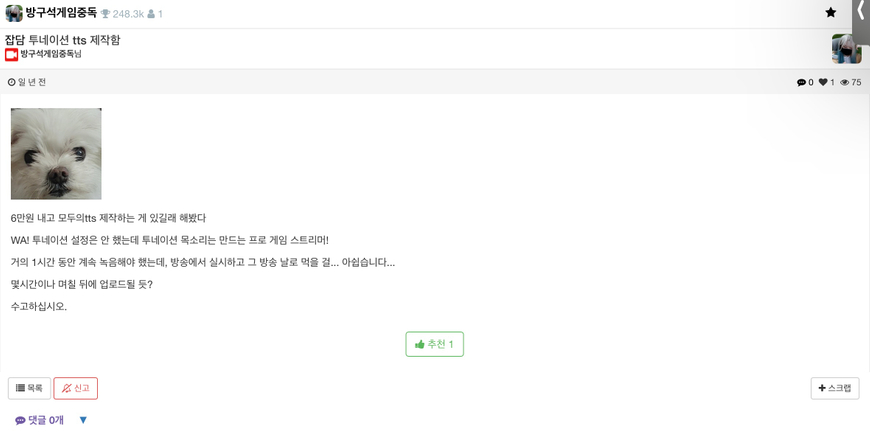 방구석게임중독 248.3k 1
잡담 투네이션 tts 제작함
방구석게임중독님
일 년 전
0 1 75
6만원 내고 모두의tts 제작하는 게 있길래 해봤다
WA! 투네이션 설정은 안 했는데 투네이션 목소리는 만드는 프로 게임 스트리머!
거의 1시간 동안 계속 녹음해야 했는데, 방송에서 실시하고 그 방송 날로 먹을 걸... 아쉽습니다...
몇시간이나 며칠 뒤에 업로드될 듯?
수고하십시오.
추천 1
목록 신고 스크랩
댓글 0개